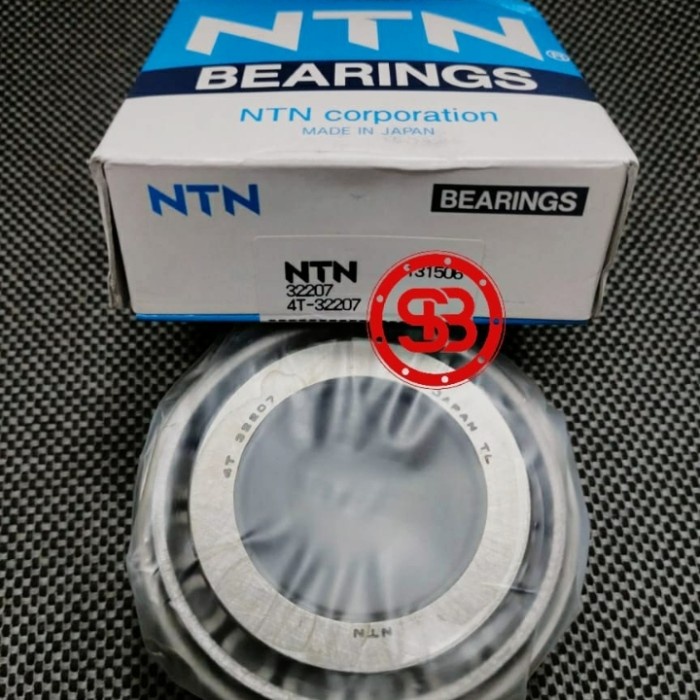 NTN®
BEARINGS
NTN corporation
MADE IN JAPAN
NTN
BEARINGS
NTN
131506
32207
4T-32207
SB
4T 32207
JAPAN TL
NTN